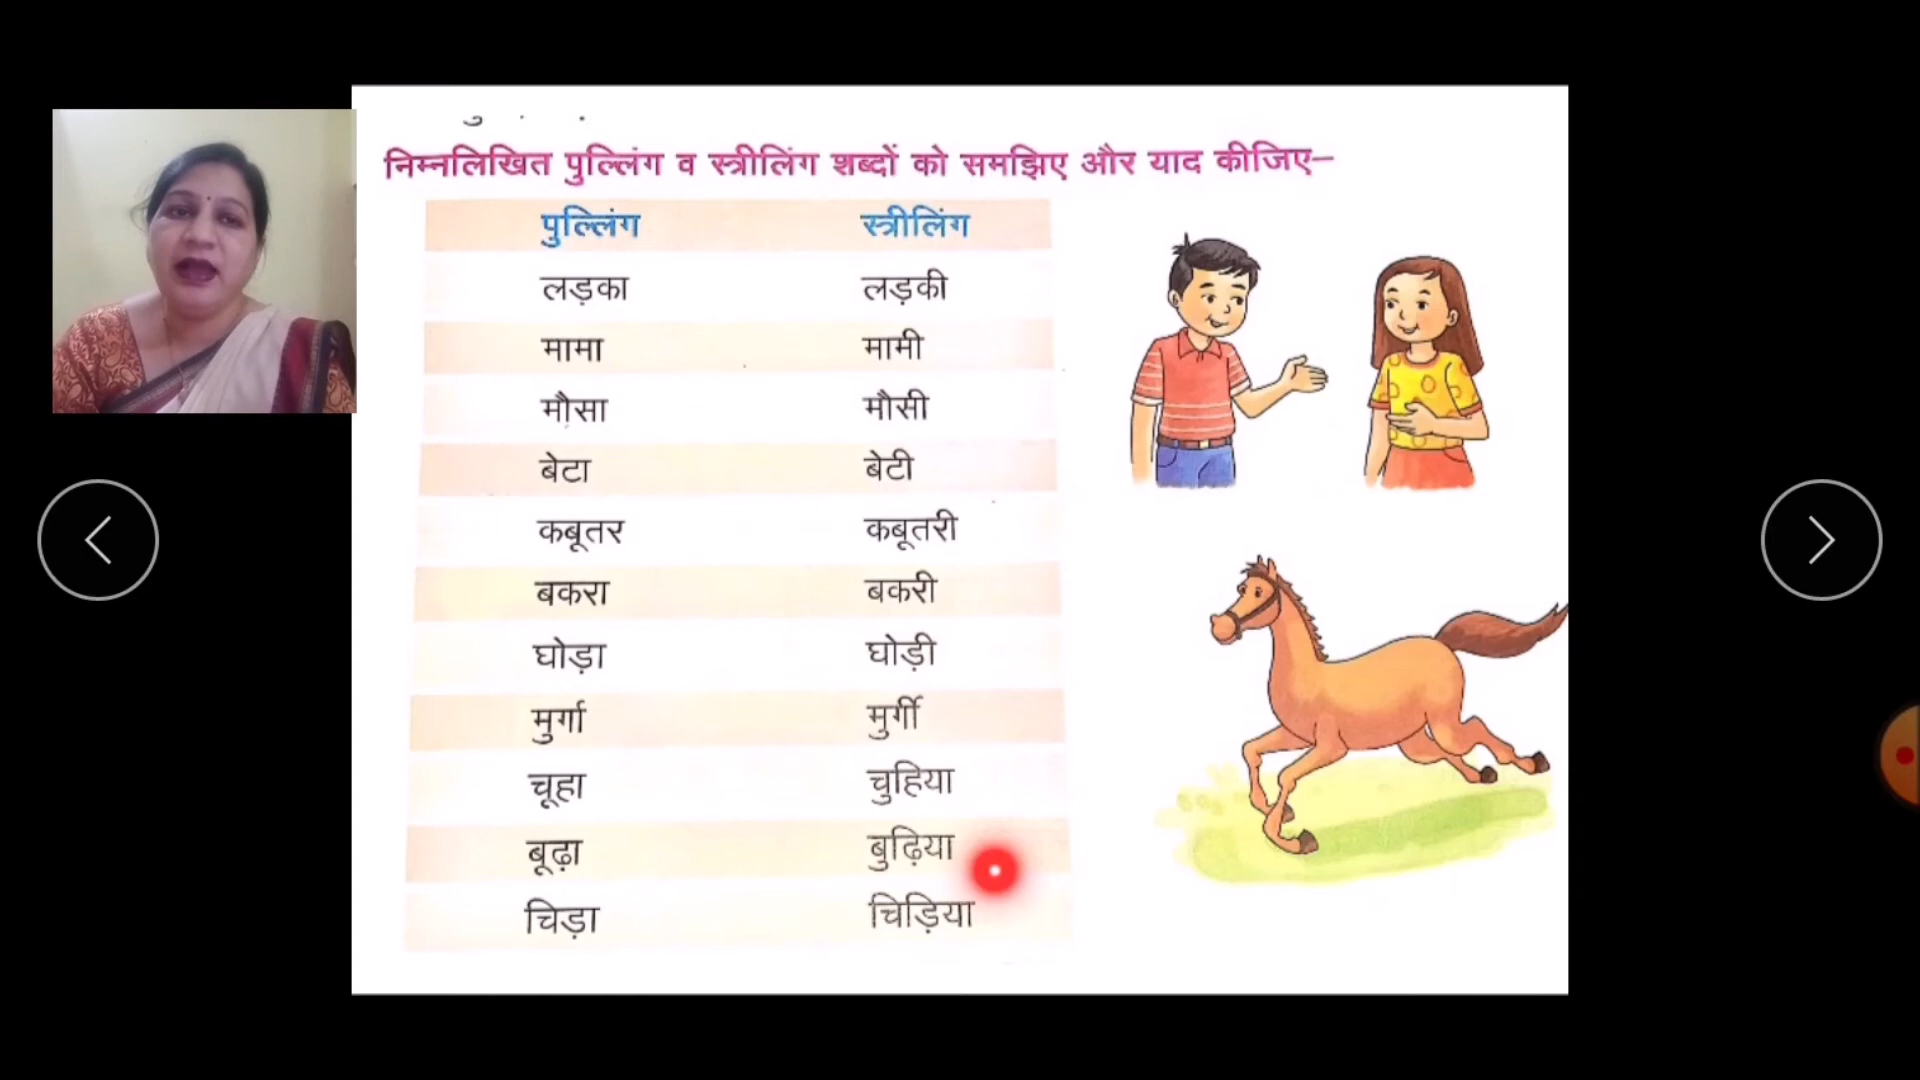 निम्नलिखित पुल्लिंग व स्त्रीलिंग शब्दों को समझिए और याद कीजिए–
पुल्लिंग स्त्रीलिंग
लड़का लड़की
मामा मामी
मौसा मौसी
बेटा बेटी
कबूतर कबूतरी
बकरा बकरी
घोड़ा घोड़ी
मुर्गा मुर्गी
चूहा चुहिया
बूढ़ा बुढ़िया
चिड़ा चिड़िया